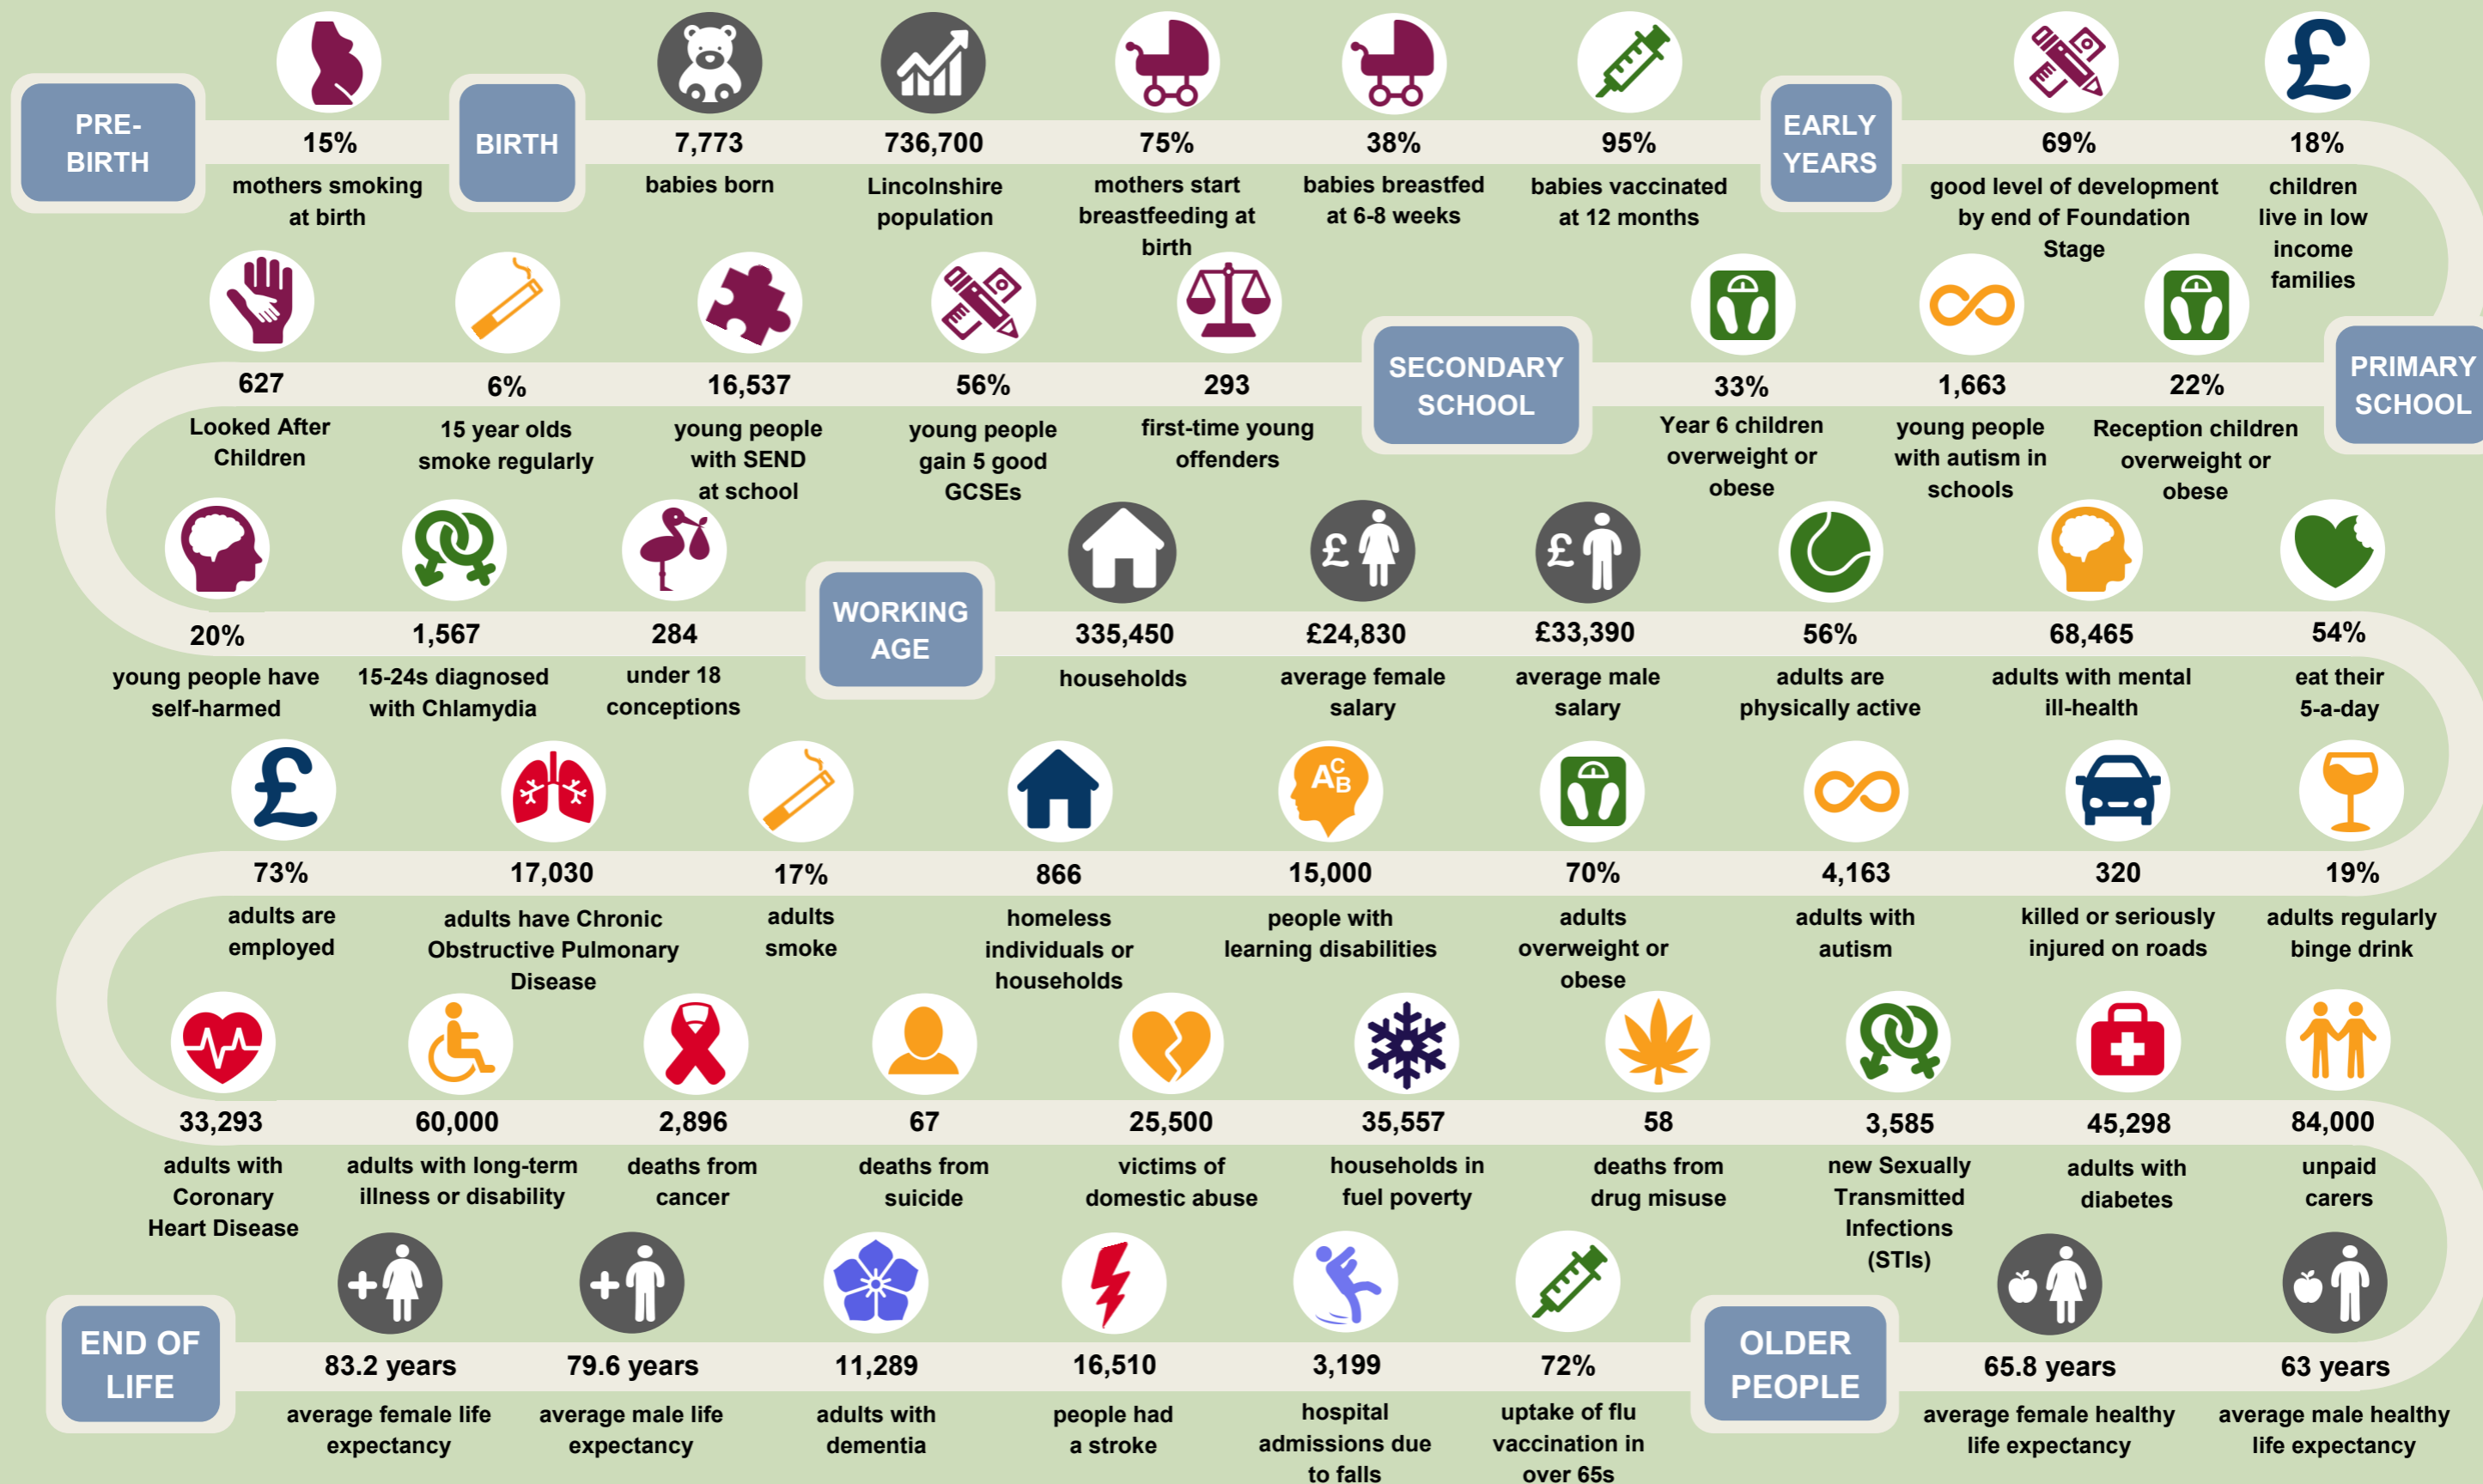 PRE-
BIRTH
15%
mothers smoking
at birth
BIRTH
7,773
babies born
736,700
Lincolnshire
population
75%
mothers start
breastfeeding at
birth
38%
babies breastfed
at 6-8 weeks
95%
babies vaccinated
at 12 months
EARLY
YEARS
69%
good level of development
by end of Foundation
Stage
£
18%
children
live in low
income
families
PRIMARY
SCHOOL
22%
Reception children
overweight or
obese
1,663
young people
with autism in
schools
33%
Year 6 children
overweight or
obese
SECONDARY
SCHOOL
293
first-time young
offenders
56%
young people
gain 5 good
GCSEs
16,537
young people
with SEND
at school
6%
15 year olds
smoke regularly
627
Looked After
Children
20%
young people have
self-harmed
1,567
15-24s diagnosed
with Chlamydia
284
under 18
conceptions
WORKING
AGE
335,450
households
£
£24,830
average female
salary
£
£33,390
average male
salary
56%
adults are
physically active
68,465
adults with mental
ill-health
54%
eat their
5-a-day
19%
adults regularly
binge drink
320
killed or seriously
injured on roads
4,163
adults with
autism
70%
adults
overweight or
obese
A C B
15,000
people with
learning disabilities
866
homeless
individuals or
households
17%
adults
smoke
17,030
adults have Chronic
Obstructive Pulmonary
Disease
£
73%
adults are
employed
33,293
adults with
Coronary
Heart Disease
60,000
adults with long-term
illness or disability
2,896
deaths from
cancer
67
deaths from
suicide
25,500
victims of
domestic abuse
35,557
households in
fuel poverty
58
deaths from
drug misuse
3,585
new Sexually
Transmitted
Infections
(STIs)
45,298
adults with
diabetes
84,000
unpaid
carers
63 years
average male healthy
life expectancy
65.8 years
average female healthy
life expectancy
OLDER
PEOPLE
72%
uptake of flu
vaccination in
over 65s
3,199
hospital
admissions due
to falls
16,510
people had
a stroke
11,289
adults with
dementia
79.6 years
average male life
expectancy
83.2 years
average female life
expectancy
END OF
LIFE